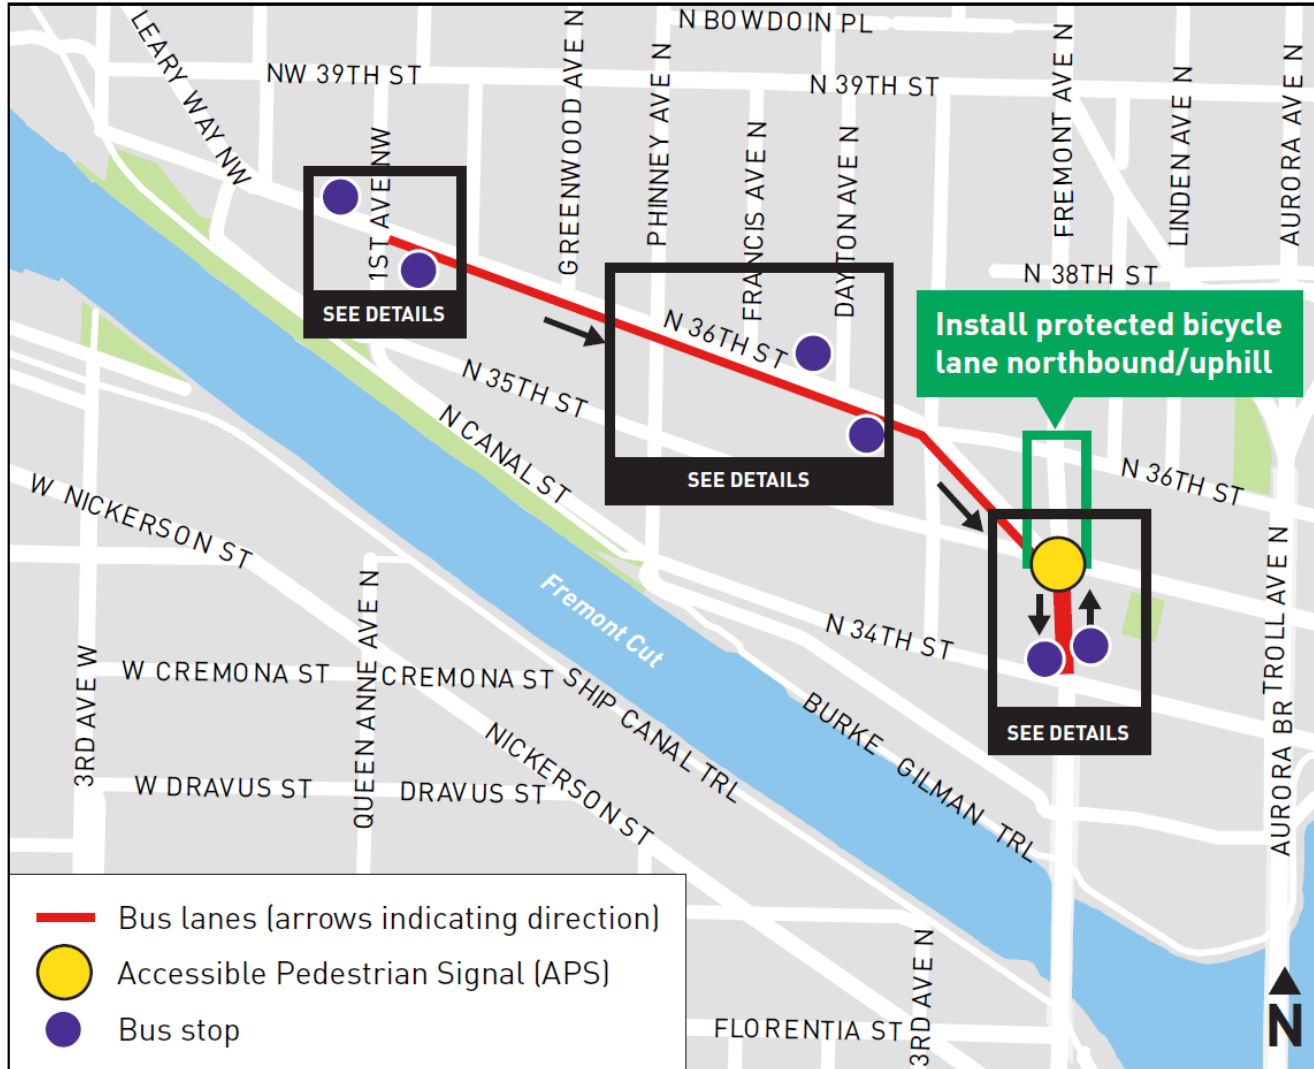 N BOWDOIN PL
LEARY WAY NW
NW 39TH ST
N 39TH ST
1ST AVE NW
GREENWOOD AVE N
PHINNEY AVE N
FRANCIS AVE N
DAYTON AVE N
FREMONT AVE N
LINDEN AVE N
AURORA AVE N
N 38TH ST
SEE DETAILS
Install protected bicycle
lane northbound/uphill
N 36TH ST
N 35TH ST
N CANAL ST
SEE DETAILS
N 36TH ST
W NICKERSON ST
Fremont Cut
N 34TH ST
TROLL AVE N
QUEEN ANNE AVE N
3RD AVE W
W CREMONA ST
CREMONA ST
SHIP CANAL TRL
BURKE GILMAN TRL
SEE DETAILS
AURORA BR
NICKERSON ST
W DRAVUS ST
DRAVUS ST
Bus lanes (arrows indicating direction)
Accessible Pedestrian Signal (APS)
Bus stop
FLORENTIA ST
3RD AVE N
N